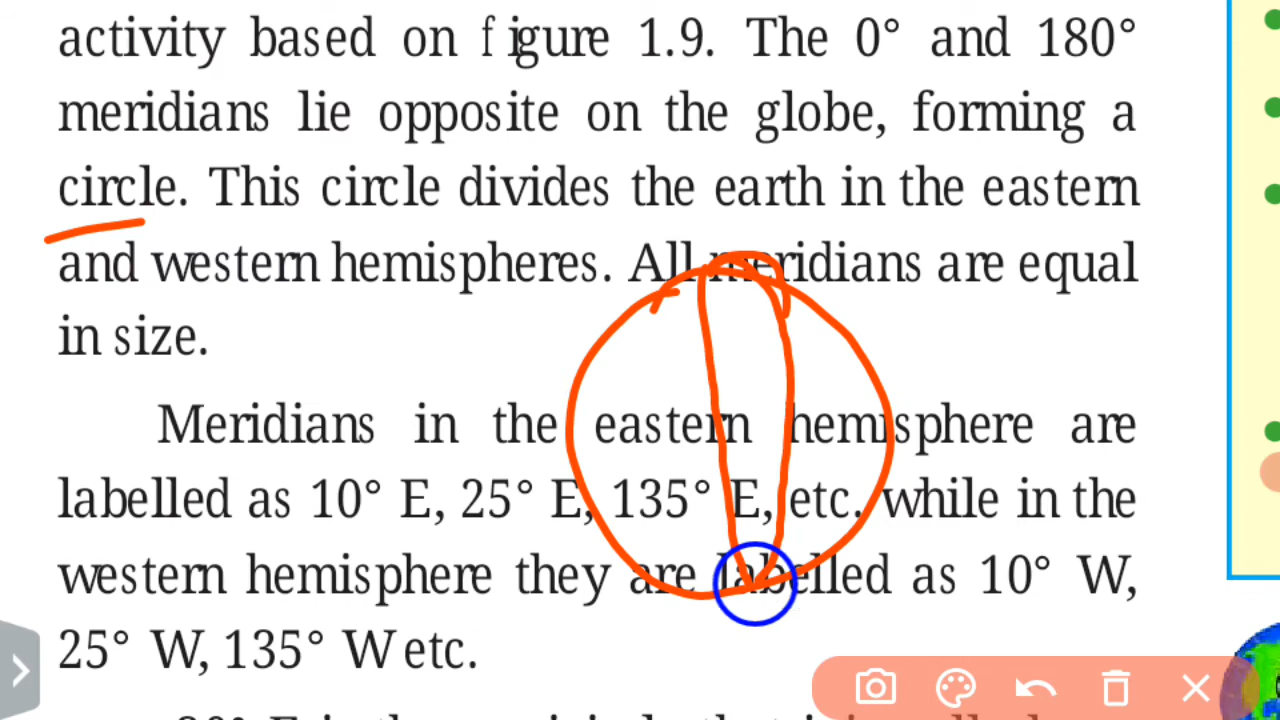 activity based on figure 1.9. The 0° and 180°
meridians lie opposite on the globe, forming a
circle. This circle divides the earth in the eastern
and western hemispheres. All meridians are equal
in size.
Meridians in the eastern hemisphere are
labelled as 10° E, 25° E, 135° E, etc. while in the
western hemisphere they are labelled as 10° W,
25° W, 135° W etc.